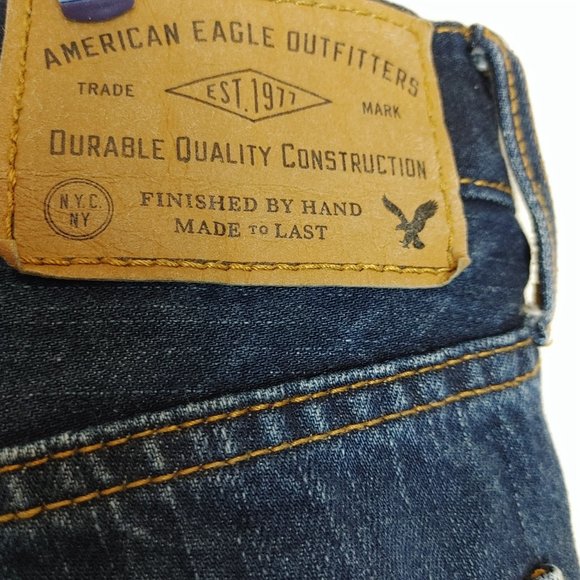 AMERICAN EAGLE OUTFITTERS
TRADE EST. 1977 MARK
DURABLE QUALITY CONSTRUCTION
N.Y.C.
NY
FINISHED BY HAND
MADE TO LAST